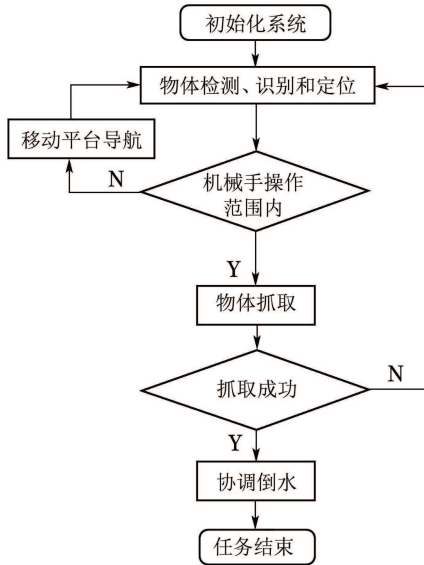 初始化系统
物体检测、识别和定位
移动平台导航
N
机械手操作
范围内
Y
物体抓取
抓取成功
N
Y
协调倒水
任务结束